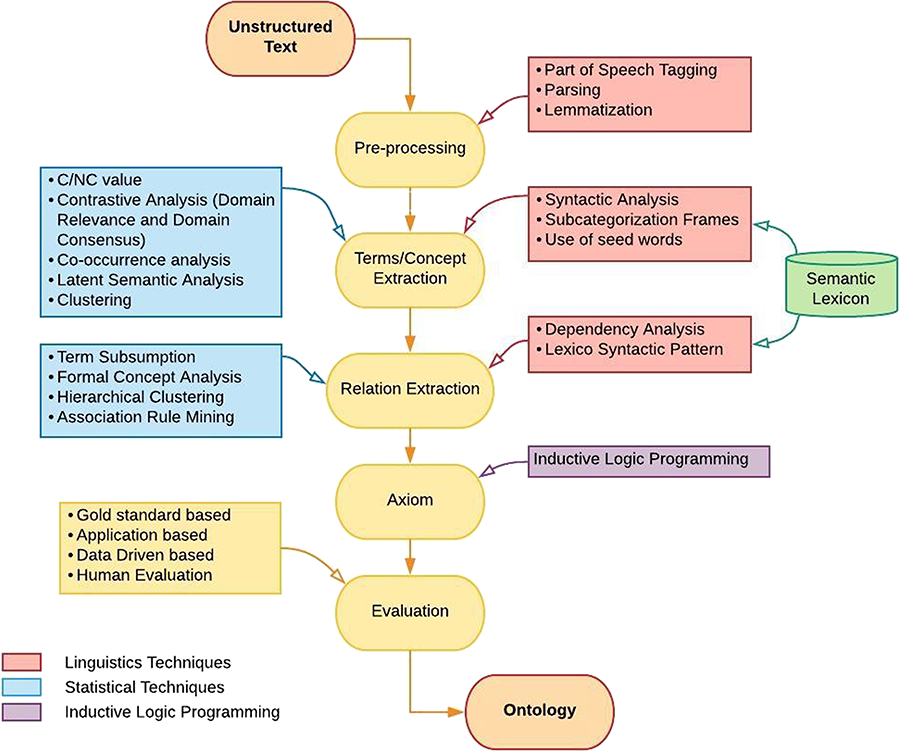 Unstructured
Text
• Part of Speech Tagging
• Parsing
• Lemmatization
Pre-processing
• C/NC value
• Contrastive Analysis (Domain
Relevance and Domain
Consensus)
• Co-occurrence analysis
• Latent Semantic Analysis
• Clustering
• Syntactic Analysis
• Subcategorization Frames
• Use of seed words
Terms/Concept
Extraction
Semantic
Lexicon
• Dependency Analysis
• Lexico Syntactic Pattern
• Term Subsumption
• Formal Concept Analysis
• Hierarchical Clustering
• Association Rule Mining
Relation Extraction
Inductive Logic Programming
Axiom
• Gold standard based
• Application based
• Data Driven based
• Human Evaluation
Evaluation
Linguistics Techniques
Statistical Techniques
Inductive Logic Programming
Ontology